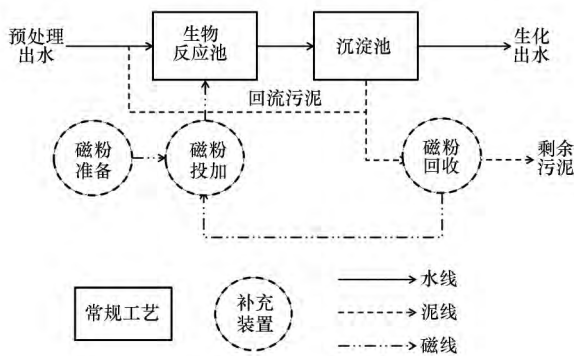 预处理
出水
生物
反应池
沉淀池
生化
出水
回流污泥
磁粉
准备
磁粉
投加
磁粉
回收
剩余
污泥
常规工艺
补充
装置
水线
泥线
磁线